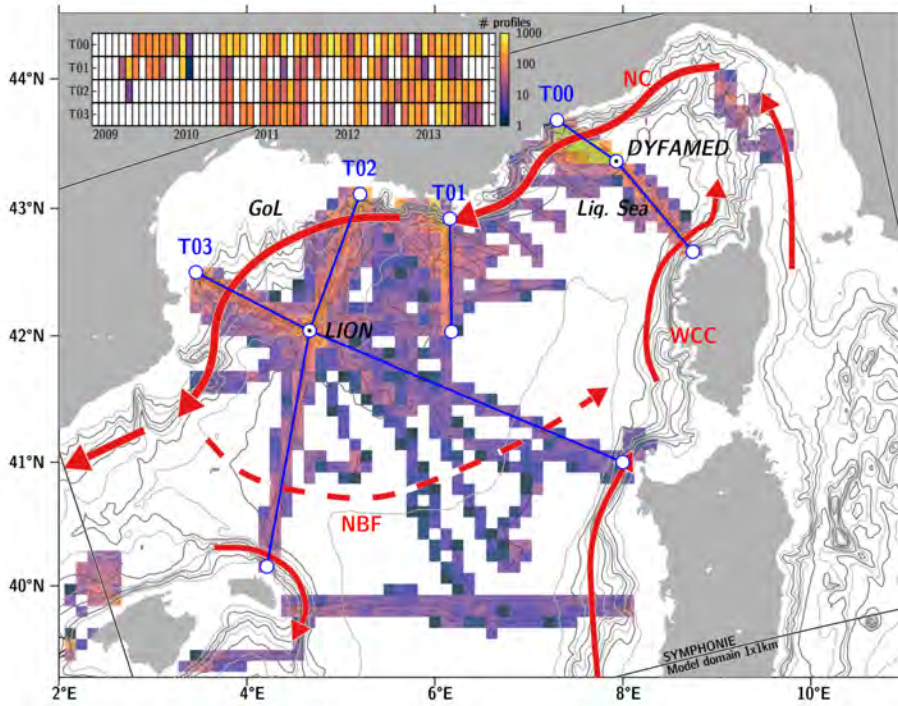 # profiles
1000
T00
T01
100
T02
10
T03
1
2009
2010
2011
2012
2013
44°N
43°N
42°N
41°N
40°N
NC
T00
DYFAMED
T02
T01
GoL
Lig. Sea
T03
LION
WCC
NBF
SYMPHONIE
Model domain 1x1km
2°E
4°E
6°E
8°E
10°E